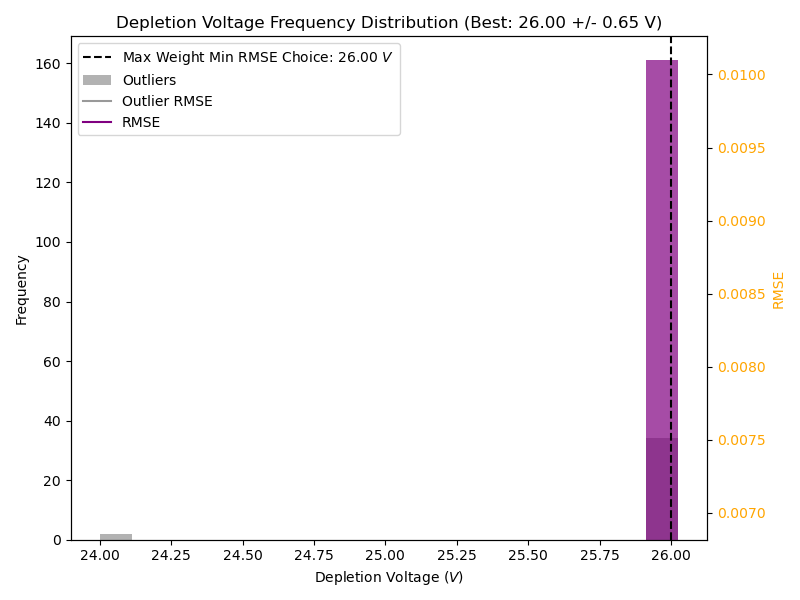 Depletion Voltage Frequency Distribution (Best: 26.00 +/- 0.65 V)
Max Weight Min RMSE Choice: 26.00 V
Outliers
Outlier RMSE
RMSE
160
140
120
100
80
60
40
20
0
Frequency
0.0100
0.0095
0.0090
0.0085
0.0080
0.0075
0.0070
RMSE
24.00 24.25 24.50 24.75 25.00 25.25 25.50 25.75 26.00
Depletion Voltage (V)